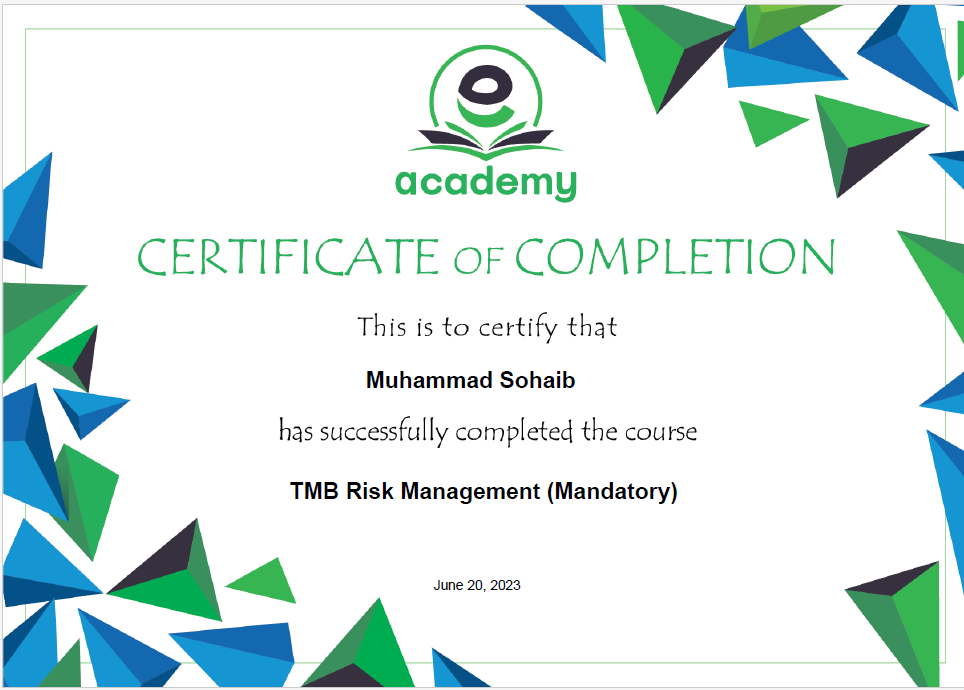 e
academy
CERTIFICATE OF COMPLETION
This is to certify that
Muhammad Sohaib
has successfully completed the course
TMB Risk Management (Mandatory)
June 20, 2023